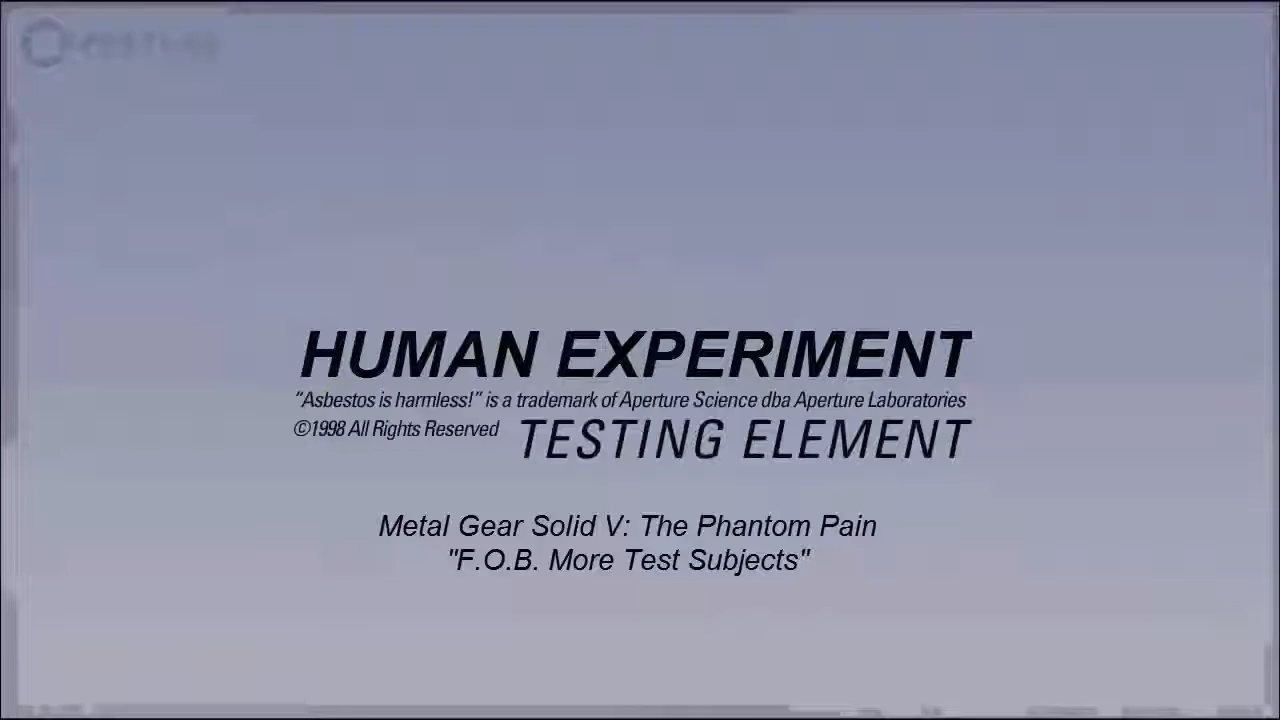 HUMAN EXPERIMENT
“Asbestos is harmless!” is a trademark of Aperture Science dba Aperture Laboratories
©1998 All Rights Reserved TESTING ELEMENT
Metal Gear Solid V: The Phantom Pain
"F.O.B. More Test Subjects"